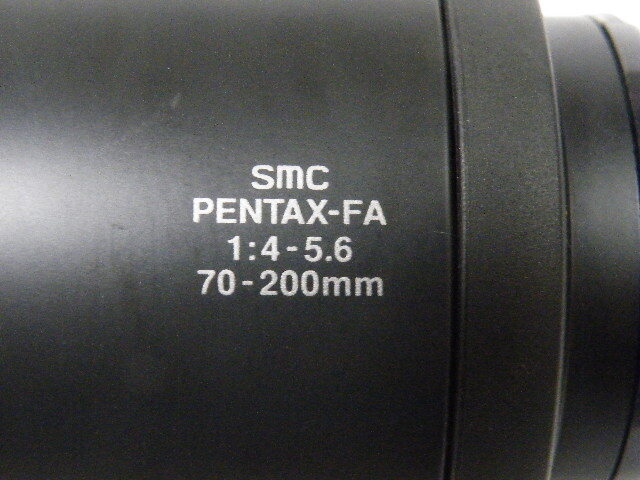 smc
PENTAX-FA
1:4-5.6
70-200mm